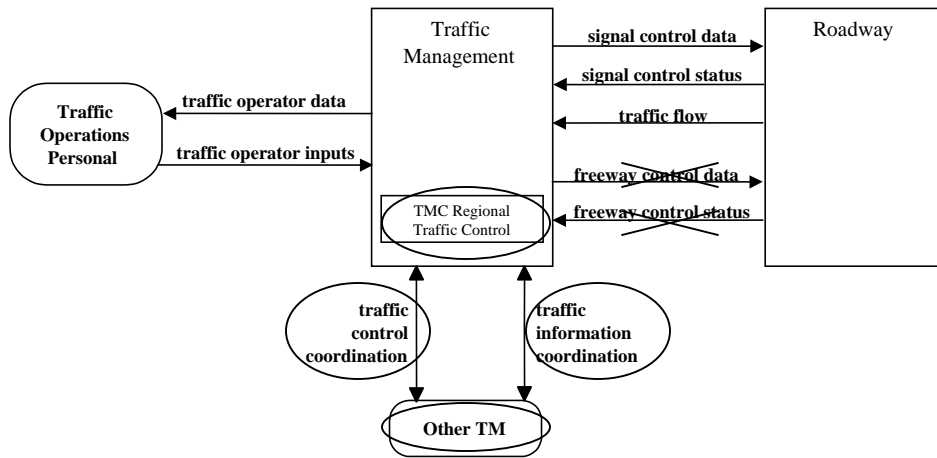 Traffic
Management
Roadway
signal control data
signal control status
traffic flow
freeway control data
freeway control status
Traffic
Operations
Personal
traffic operator data
traffic operator inputs
TMC Regional
Traffic Control
traffic
control
coordination
traffic
information
coordination
Other TM